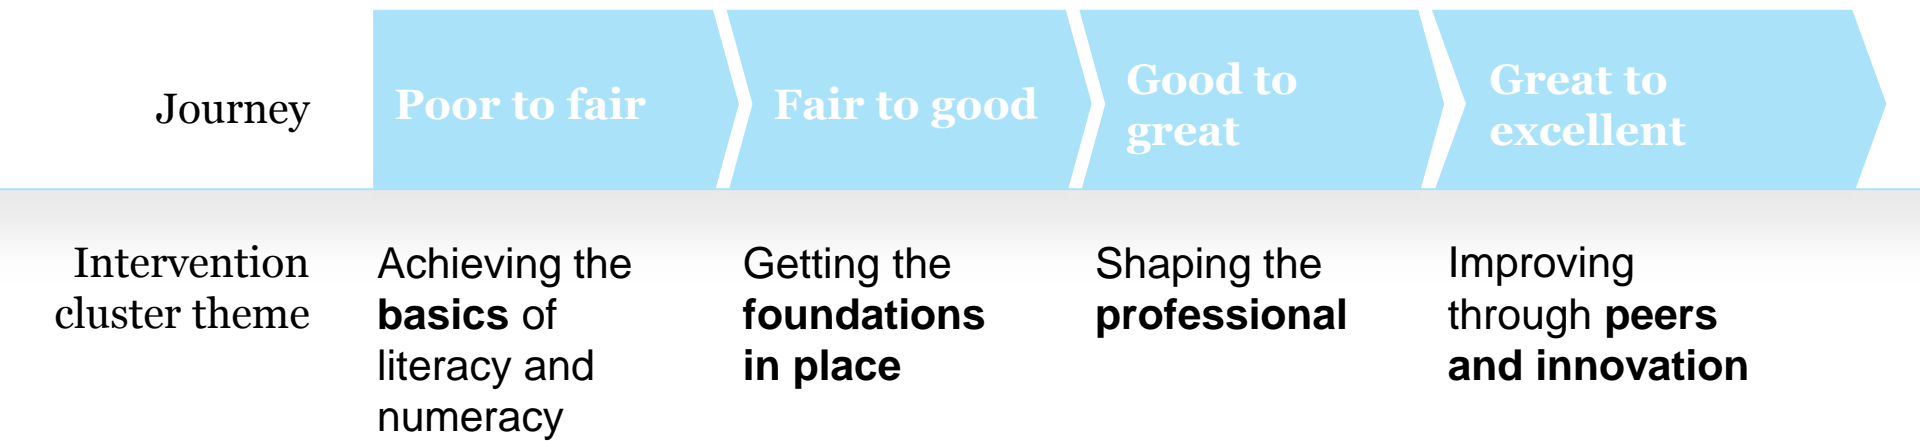 Journey
Poor to fair
Fair to good
Good to
great
Great to
excellent
Intervention
cluster theme
Achieving the
basics of
literacy and
numeracy
Getting the
foundations
in place
Shaping the
professional
Improving
through peers
and innovation